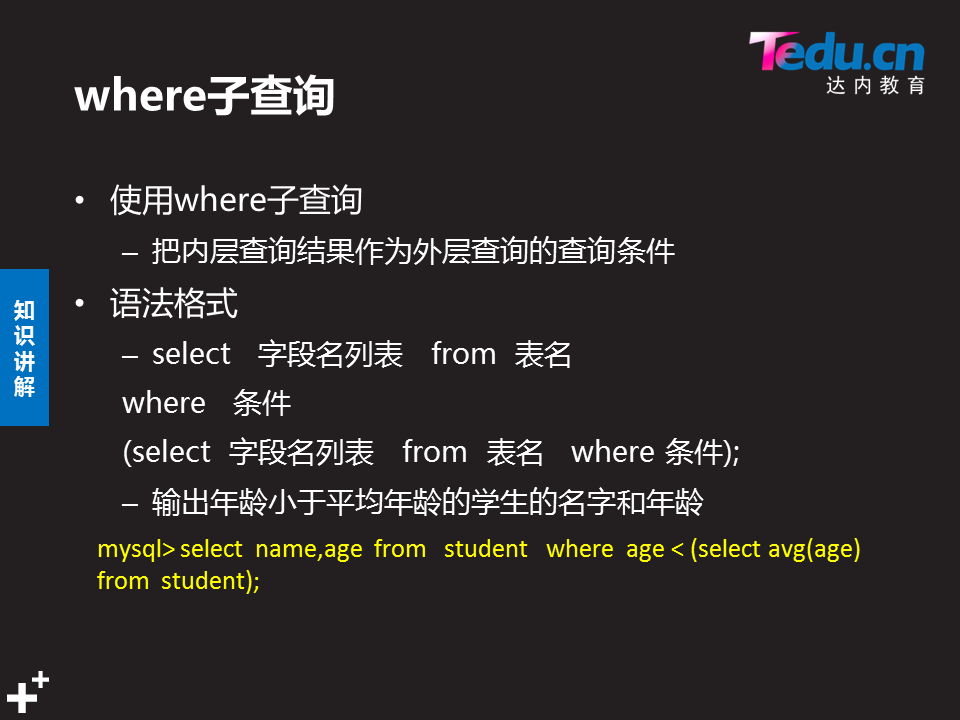 Tedu.cn
达内教育
where子查询
• 使用where子查询
– 把内层查询结果作为外层查询的查询条件
• 语法格式
– select 字段名列表 from 表名
where 条件
(select 字段名列表 from 表名 where 条件);
– 输出年龄小于平均年龄的学生的名字和年龄
mysql> select name,age from student where age < (select avg(age)
from student);
知
识
讲
解